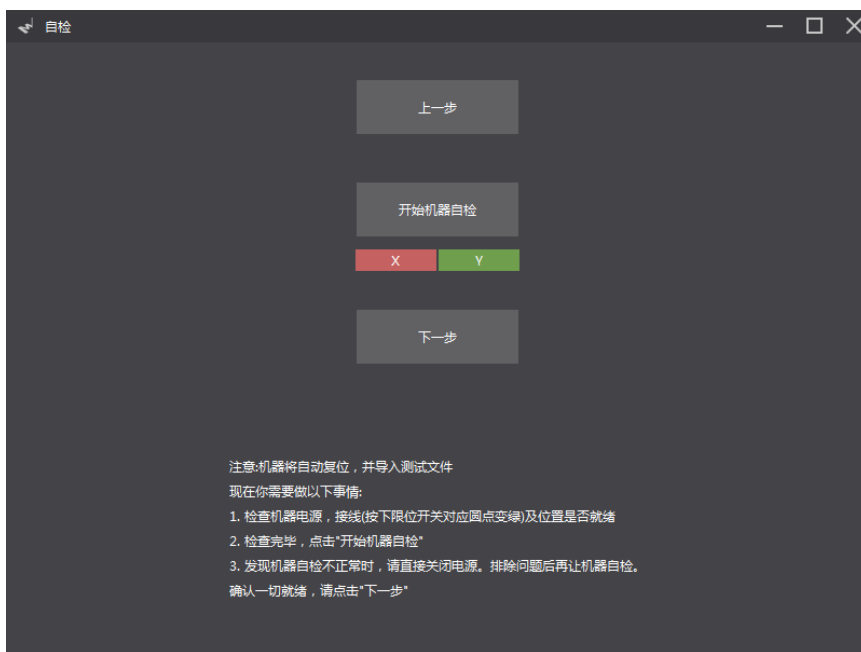 自检
上一步
开始机器自检
X
Y
下一步
注意:机器将自动复位，并导入测试文件
现在你需要做以下事情:
1. 检查机器电源，接线(按下限位开关对应圆点变绿)及位置是否就绪
2. 检查完毕，点击"开始机器自检"
3. 发现机器自检不正常时，请直接关闭电源。排除问题后再让机器自检。
确认一切就绪，请点击"下一步"